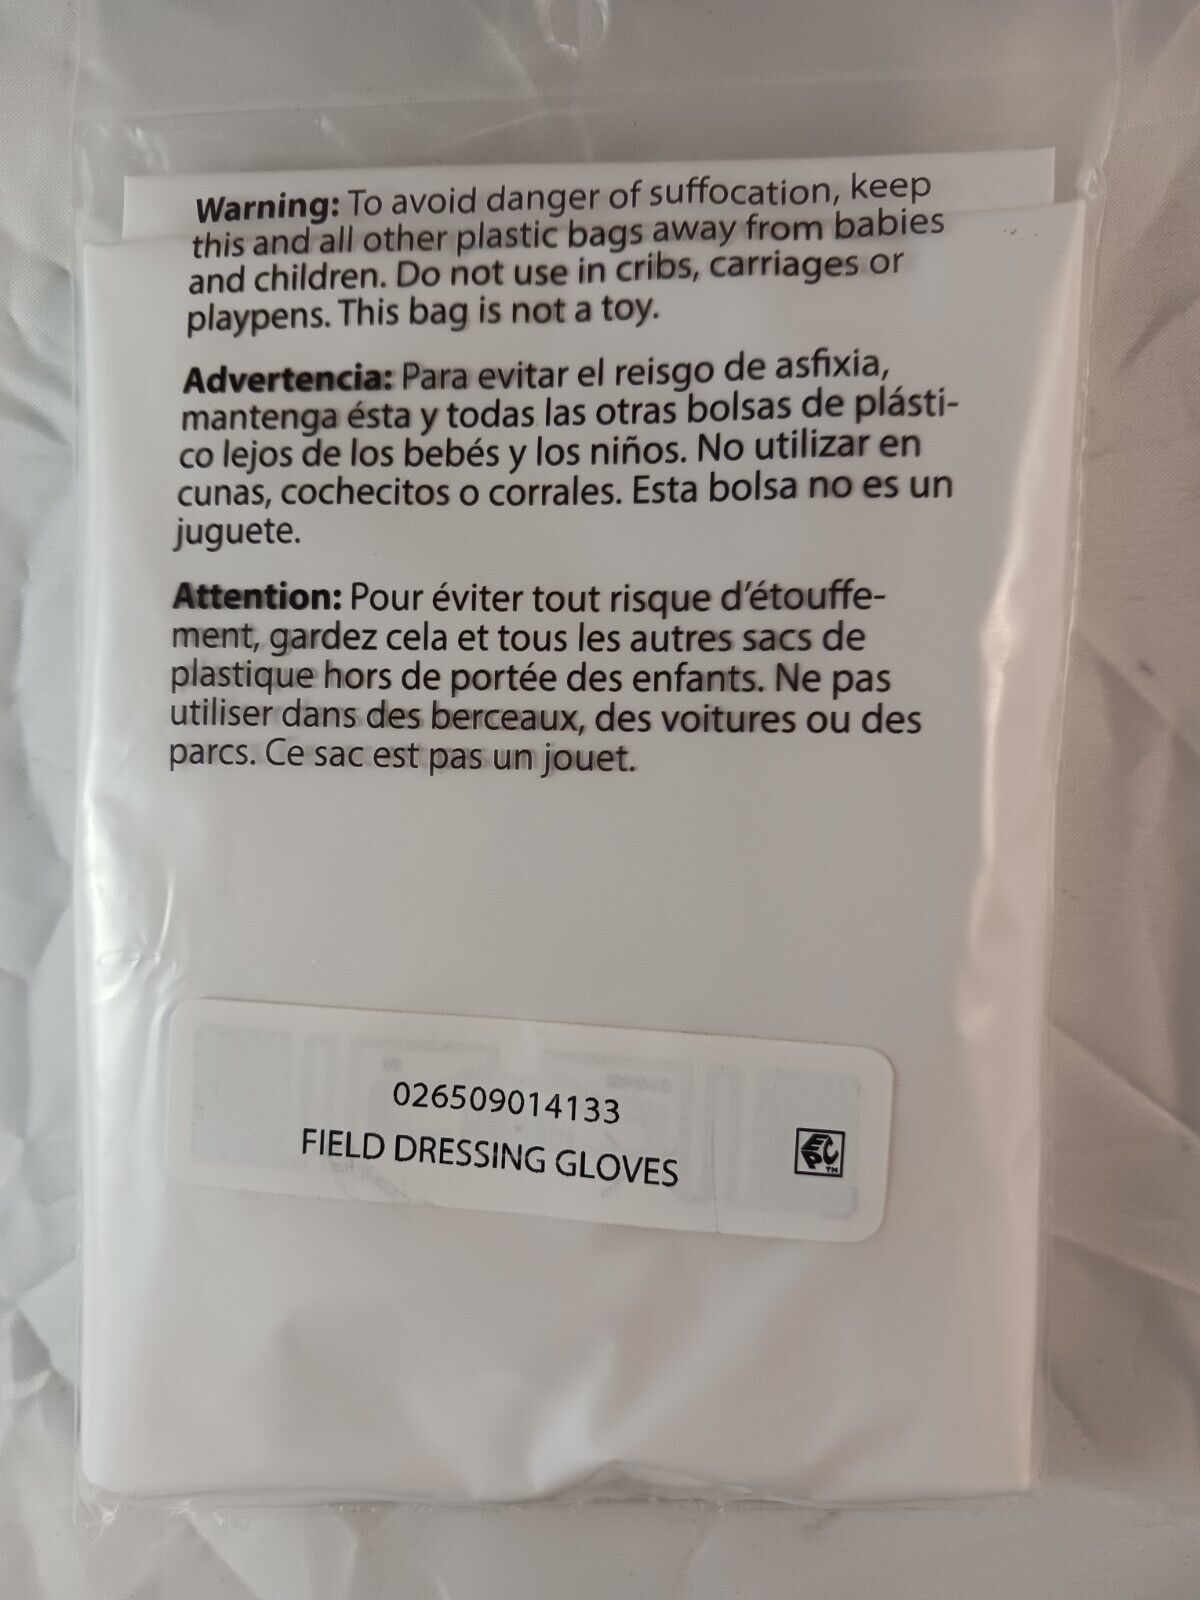 Warning: To avoid danger of suffocation, keep
this and all other plastic bags away from babies
and children. Do not use in cribs, carriages or
playpens. This bag is not a toy.
Advertencia: Para evitar el reisgo de asfixia,
mantenga ésta y todas las otras bolsas de plásti-
co lejos de los bebés y los niños. No utilizar en
cunas, cochecitos o corrales. Esta bolsa no es un
juguete.
Attention: Pour éviter tout risque d'étouffe-
ment, gardez cela et tous les autres sacs de
plastique hors de portée des enfants. Ne pas
utiliser dans des berceaux, des voitures ou des
parcs. Ce sac est pas un jouet.
026509014133
FIELD DRESSING GLOVES
EPC™